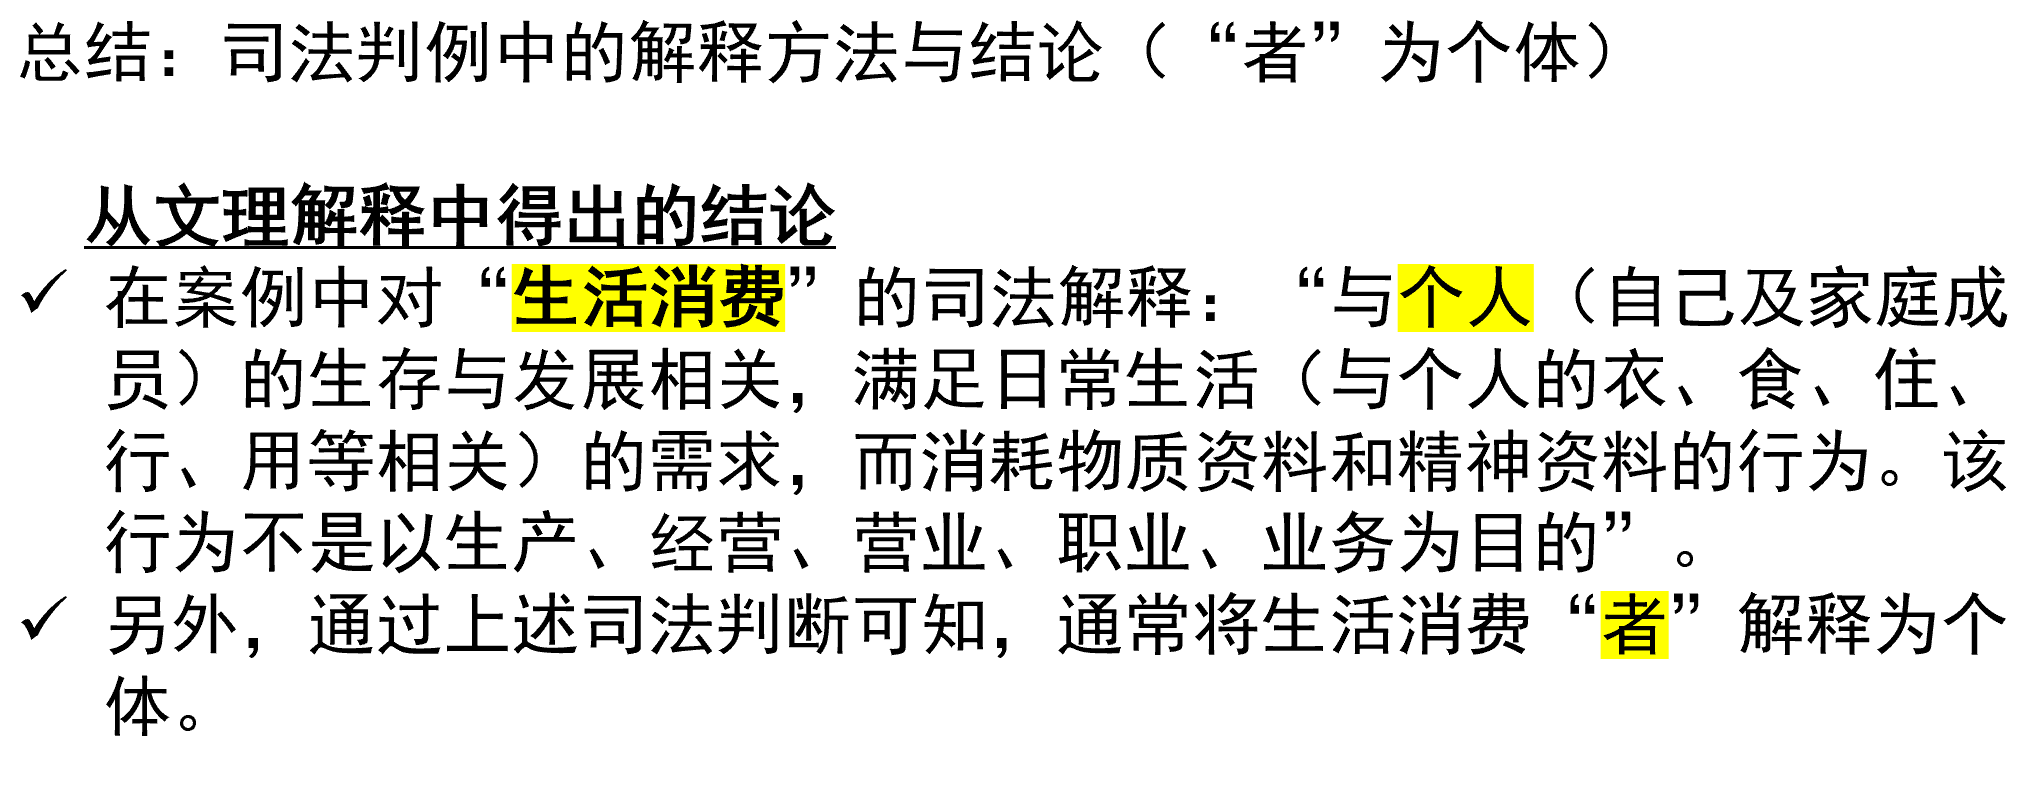 总结：司法判例中的解释方法与结论（“者”为个体）
从文理解释中得出的结论
✓ 在案例中对“生活消费”的司法解释：“与个人（自己及家庭成
员）的生存与发展相关，满足日常生活（与个人的衣、食、住、
行、用等相关）的需求，而消耗物质资料和精神资料的行为。该
行为不是以生产、经营、营业、职业、业务为目的”。
✓ 另外，通过上述司法判断可知，通常将生活消费“者”解释为个
体。